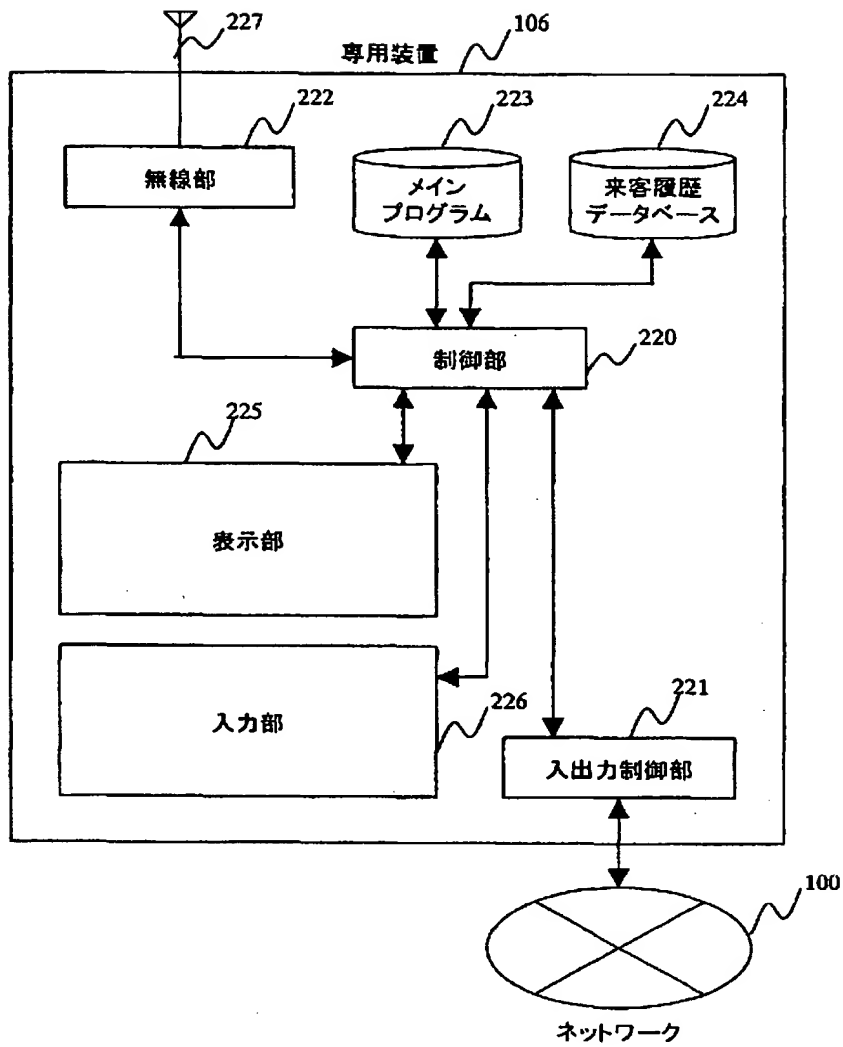 227
専用装置
106
222
無線部
223
メイン
プログラム
224
来客履歴
データベース
制御部
220
225
表示部
入力部
226
221
入出力制御部
100
ネットワーク